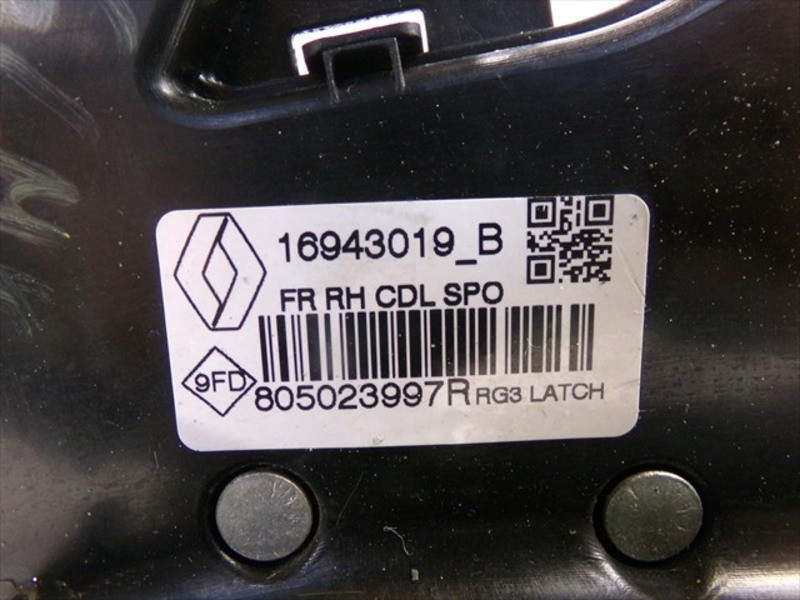 16943019_B
FR RH CDL SPO
9FD
805023997R RG3 LATCH